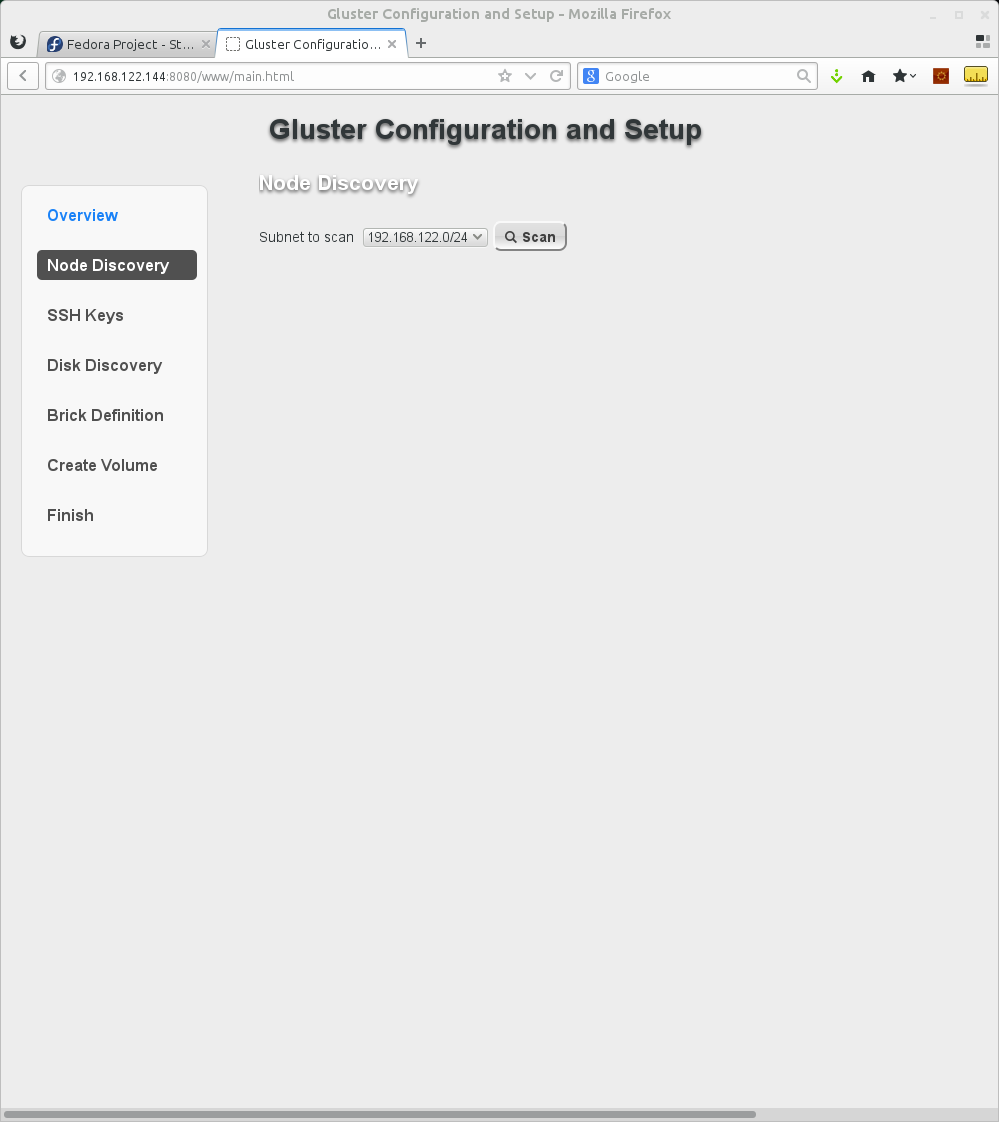 Gluster Configuration and Setup - Mozilla Firefox
Fedora Project - St...
Gluster Configuratio...
192.168.122.144:8080/www/main.html
Google
Gluster Configuration and Setup
Node Discovery
Subnet to scan 192.168.122.0/24 Scan
Overview
Node Discovery
SSH Keys
Disk Discovery
Brick Definition
Create Volume
Finish